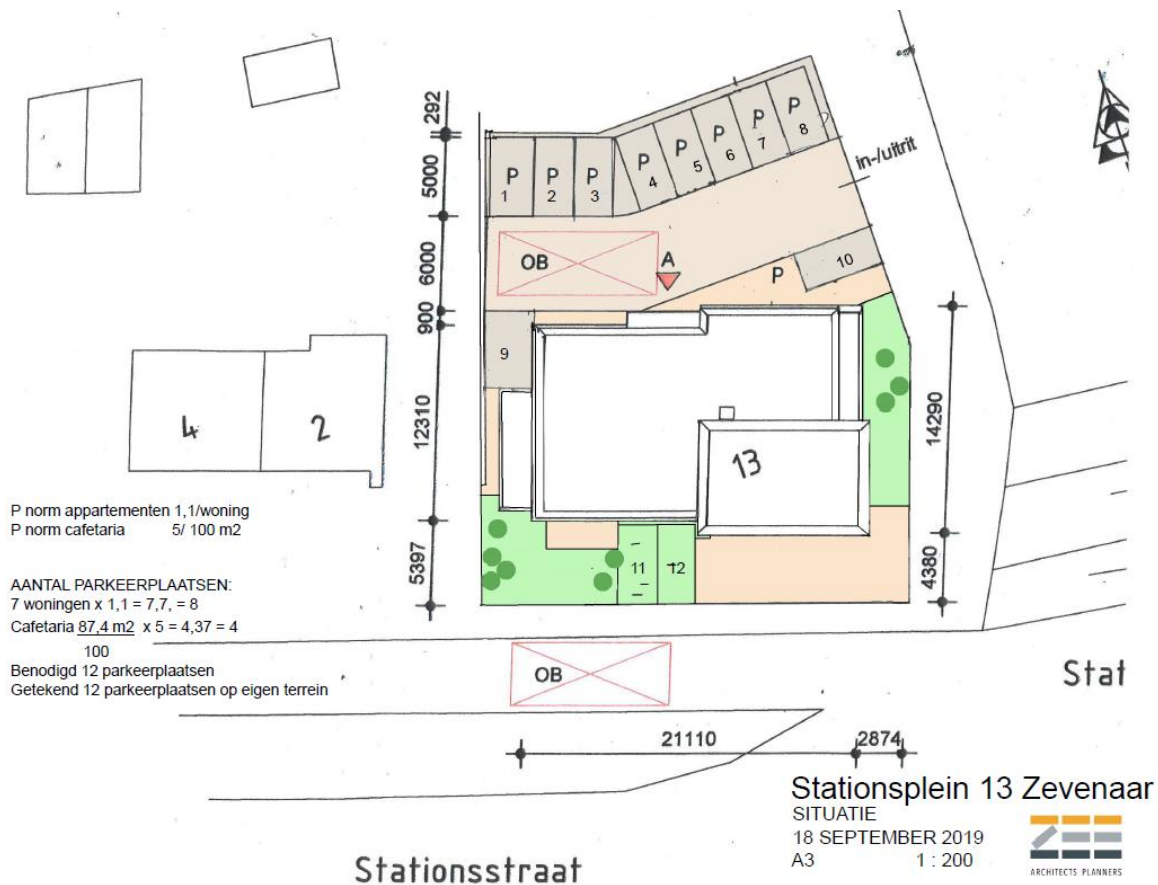 292
5000
6000
900
12310
5397
P
1
P
2
P
3
P
4
P
5
P
6
P
7
P
8
in-/uitrit
OB
A
P
10
9
4
2
13
14290
4380
11
12
P norm appartementen 1,1/woning
P norm cafetaria 5/ 100 m2
AANTAL PARKEERPLAATSEN:
7 woningen x 1,1 = 7,7, = 8
Cafetaria 87,4 m2 x 5 = 4,37 = 4
100
Benodigd 12 parkeerplaatsen
Getekend 12 parkeerplaatsen op eigen terrein
OB
Stat
21110
2874
Stationsplein 13 Zevenaar
SITUATIE
18 SEPTEMBER 2019
A3 1 : 200
ZEE
ARCHITECTS PLANNERS
Stationsstraat